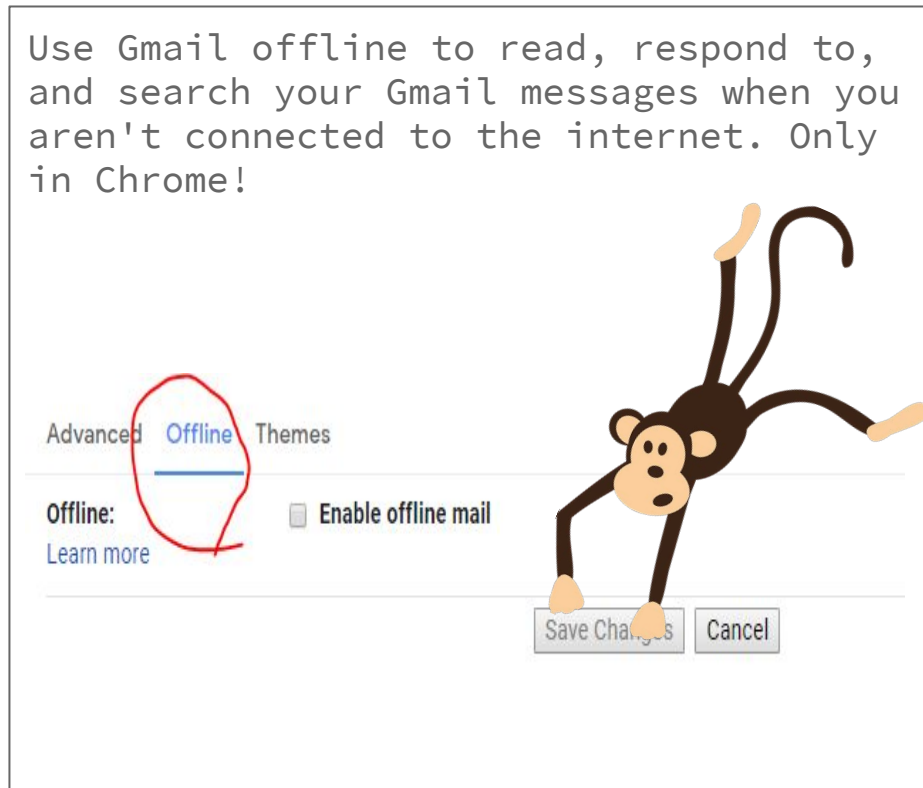 Use Gmail offline to read, respond to,
and search your Gmail messages when you
aren't connected to the internet. Only
in Chrome!
Advanced Offline Themes
Offline: Enable offline mail
Learn more
Save Changes Cancel